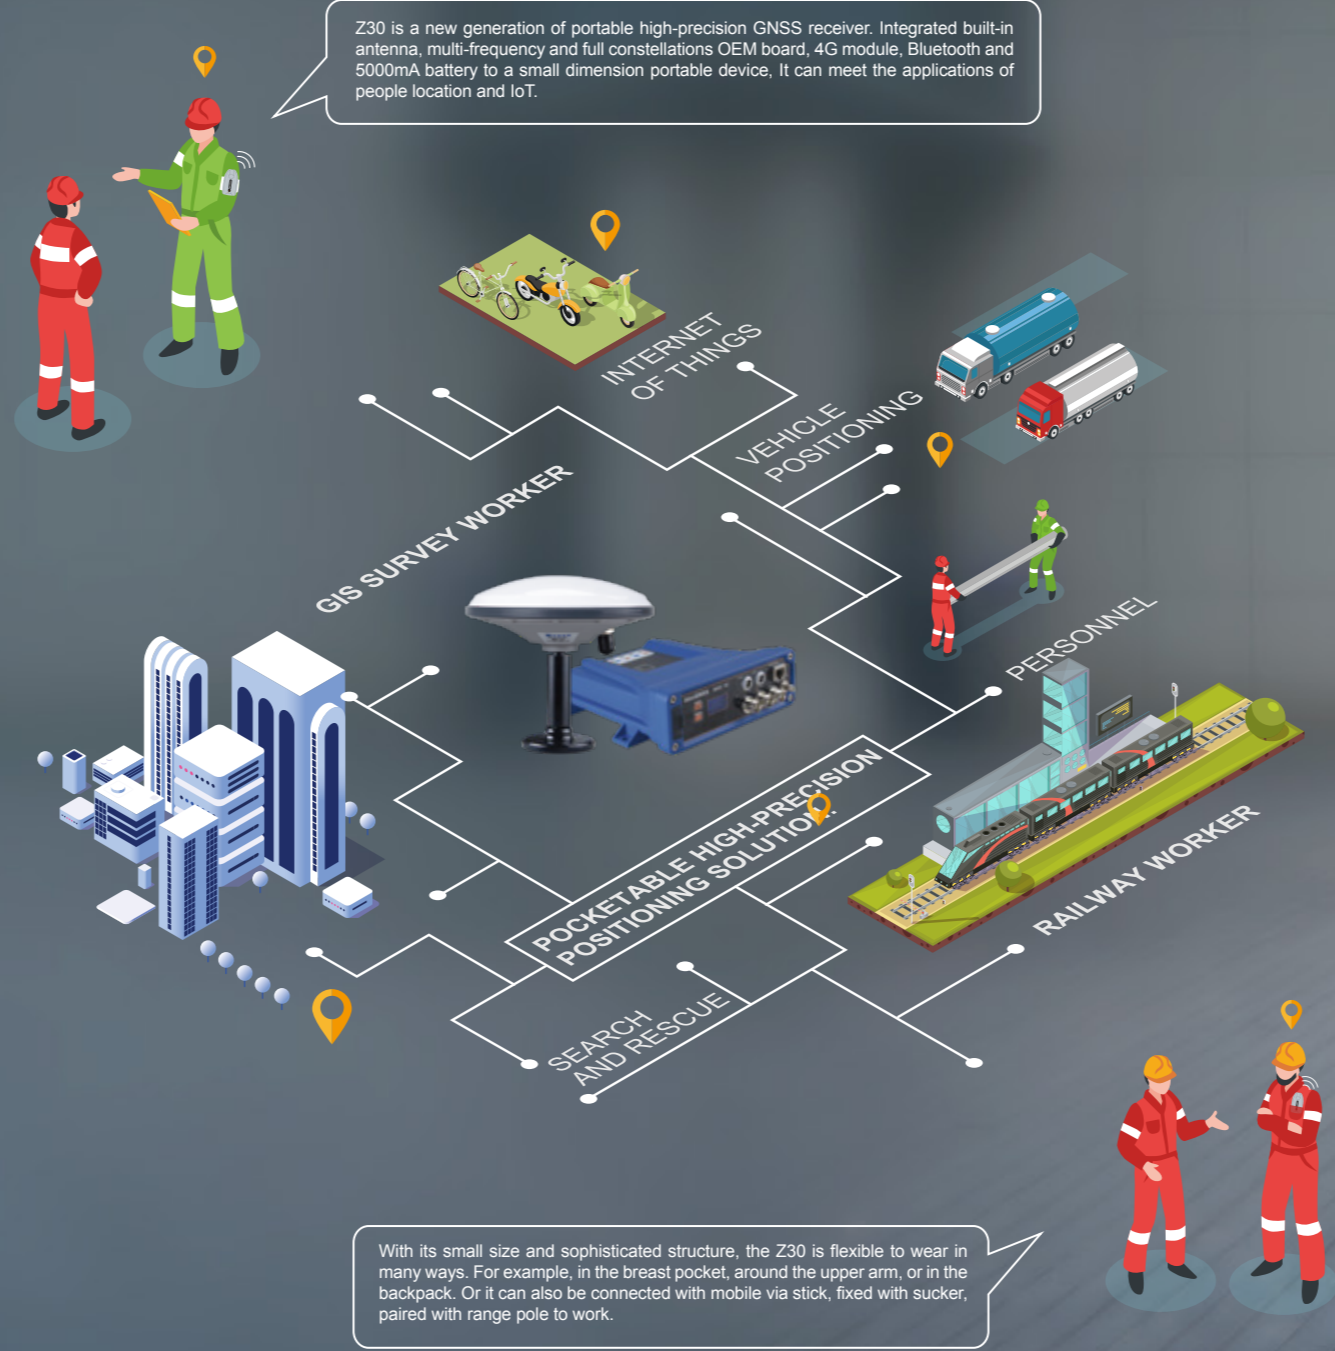 Z30 is a new generation of portable high-precision GNSS receiver. Integrated built-in
antenna, multi-frequency and full constellations OEM board, 4G module, Bluetooth and
5000mA battery to a small dimension portable device, It can meet the applications of
people location and IoT.
INTERNET
OF THINGS
VEHICLE
POSITIONING
GIS SURVEY WORKER
PERSONNEL
POCKETABLE HIGH-PRECISION
POSITIONING SOLUTION.
RAILWAY WORKER
SEARCH
AND RESCUE
With its small size and sophisticated structure, the Z30 is flexible to wear in
many ways. For example, in the breast pocket, around the upper arm, or in the
backpack. Or it can also be connected with mobile via stick, fixed with sucker,
paired with range pole to work.